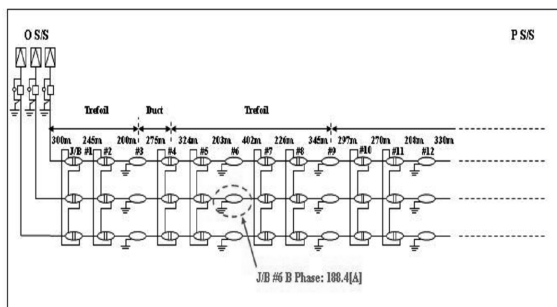 O S/S P S/S
Trefoil Duct Trefoil
300m 245m 200m 275m 324m 203m 402m 226m 345m 297m 270m 208m 330m
J/B #1 #2 #3 #4 #5 #6 #7 #8 #9 #10 #11 #12
J/B #6 B Phase: 188.4[A]